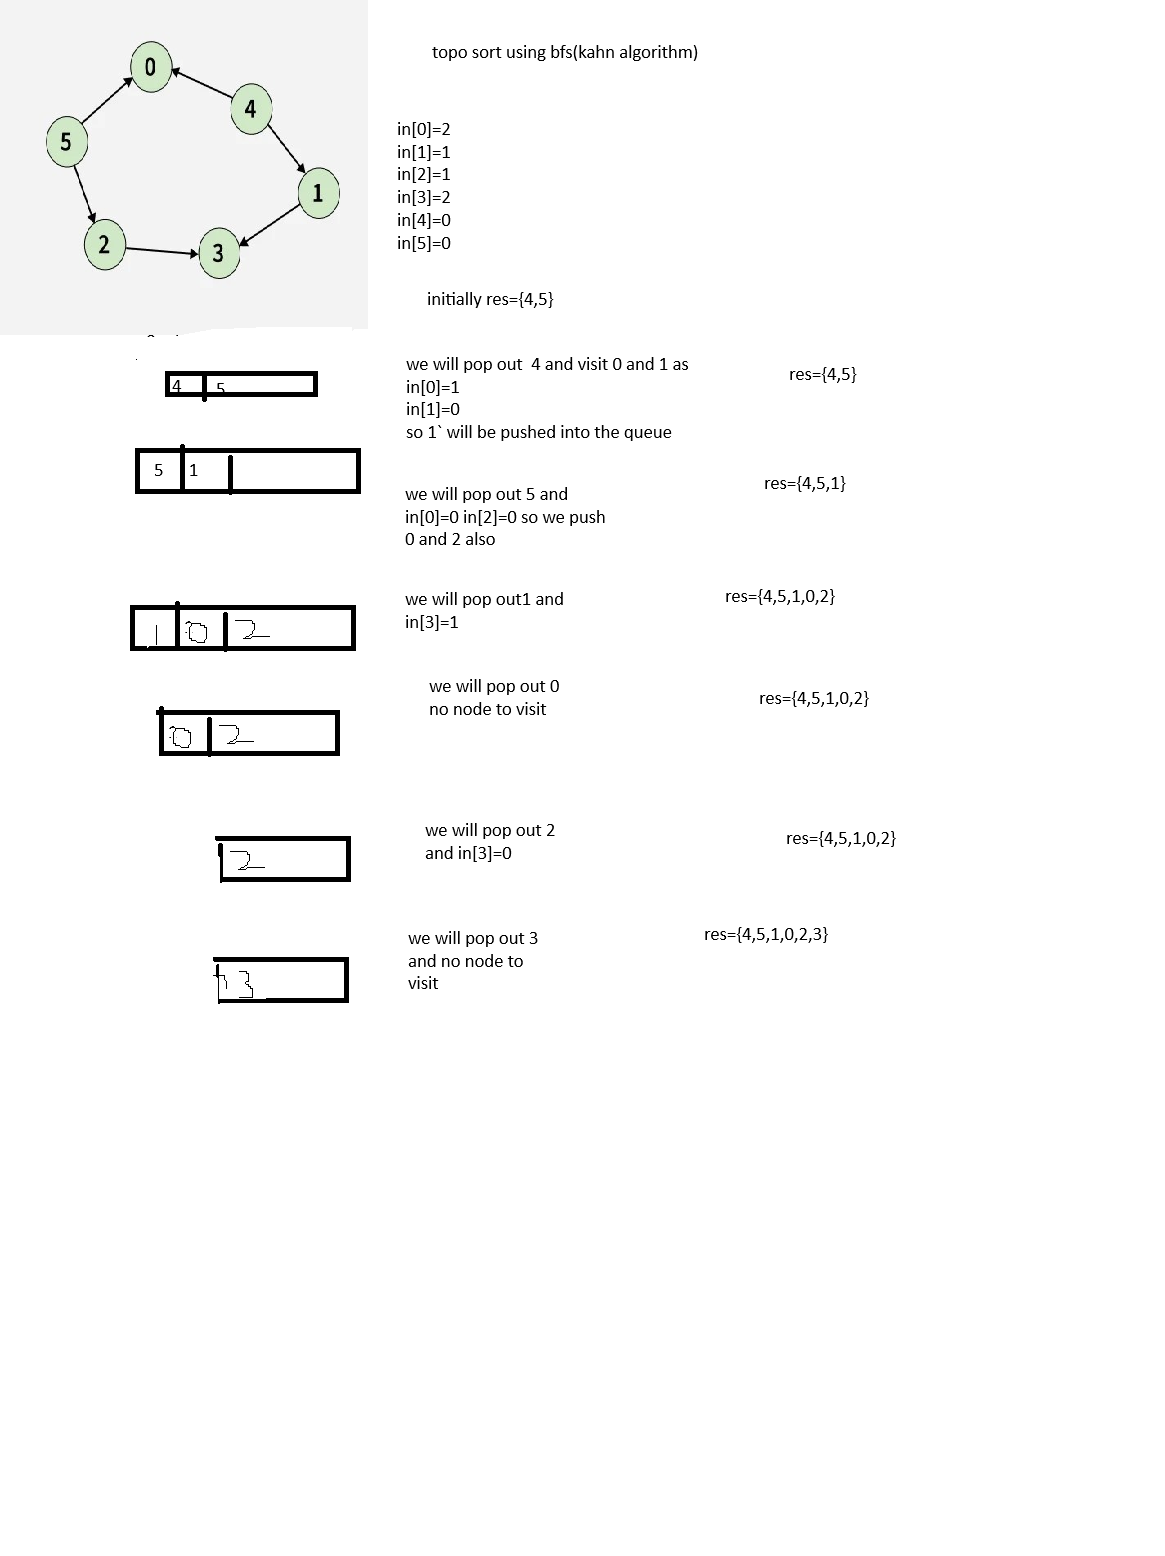 topo sort using bfs(kahn algorithm)
0
4
5
1
2
3
in[0]=2
in[1]=1
in[2]=1
in[3]=2
in[4]=0
in[5]=0
initially res={4,5}
4 5
we will pop out  4 and visit 0 and 1 as
in[0]=1
in[1]=0
so 1` will be pushed into the queue
res={4,5}
5 1
we will pop out 5 and
in[0]=0 in[2]=0 so we push
0 and 2 also
res={4,5,1}
1 0 2
we will pop out1 and
in[3]=1
res={4,5,1,0,2}
0 2
we will pop out 0
no node to visit
res={4,5,1,0,2}
2
we will pop out 2
and in[3]=0
res={4,5,1,0,2}
3
we will pop out 3
and no node to
visit
res={4,5,1,0,2,3}